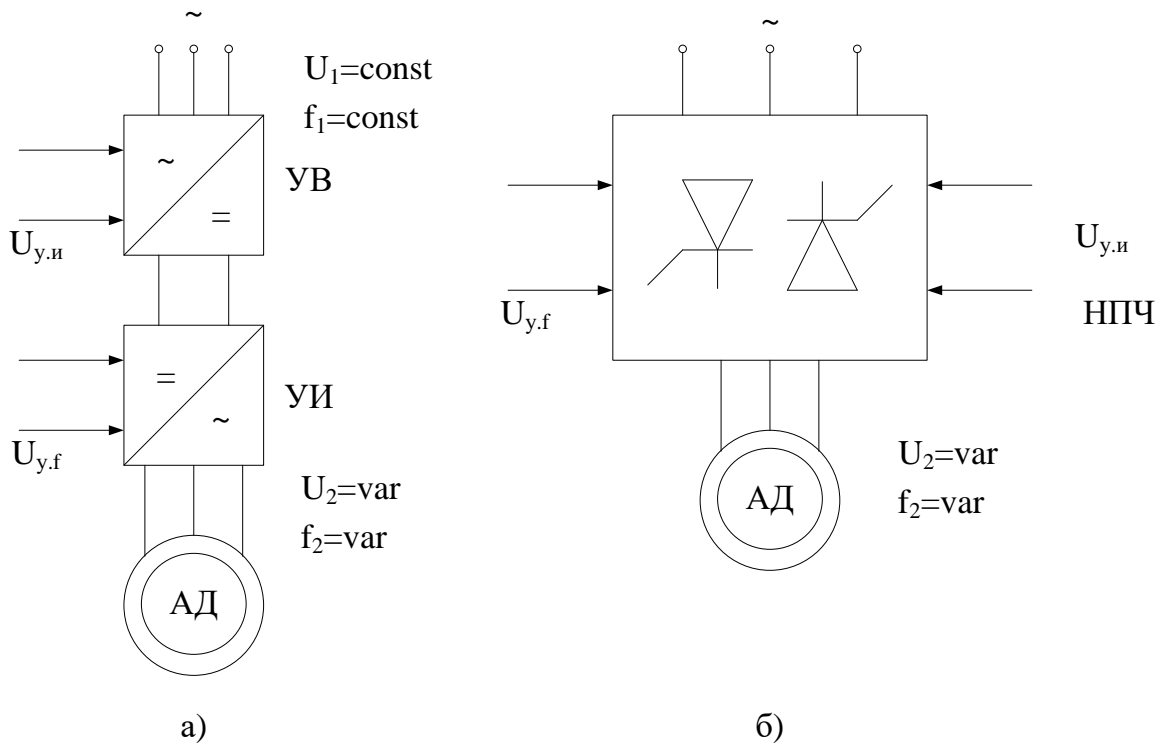 ~
U₁=const
f₁=const
~
=
УВ
Uу.и
=
~
УИ
Uу.f
U₂=var
f₂=var
АД
а)
~
Uу.f
Uу.и
НПЧ
U₂=var
f₂=var
АД
б)